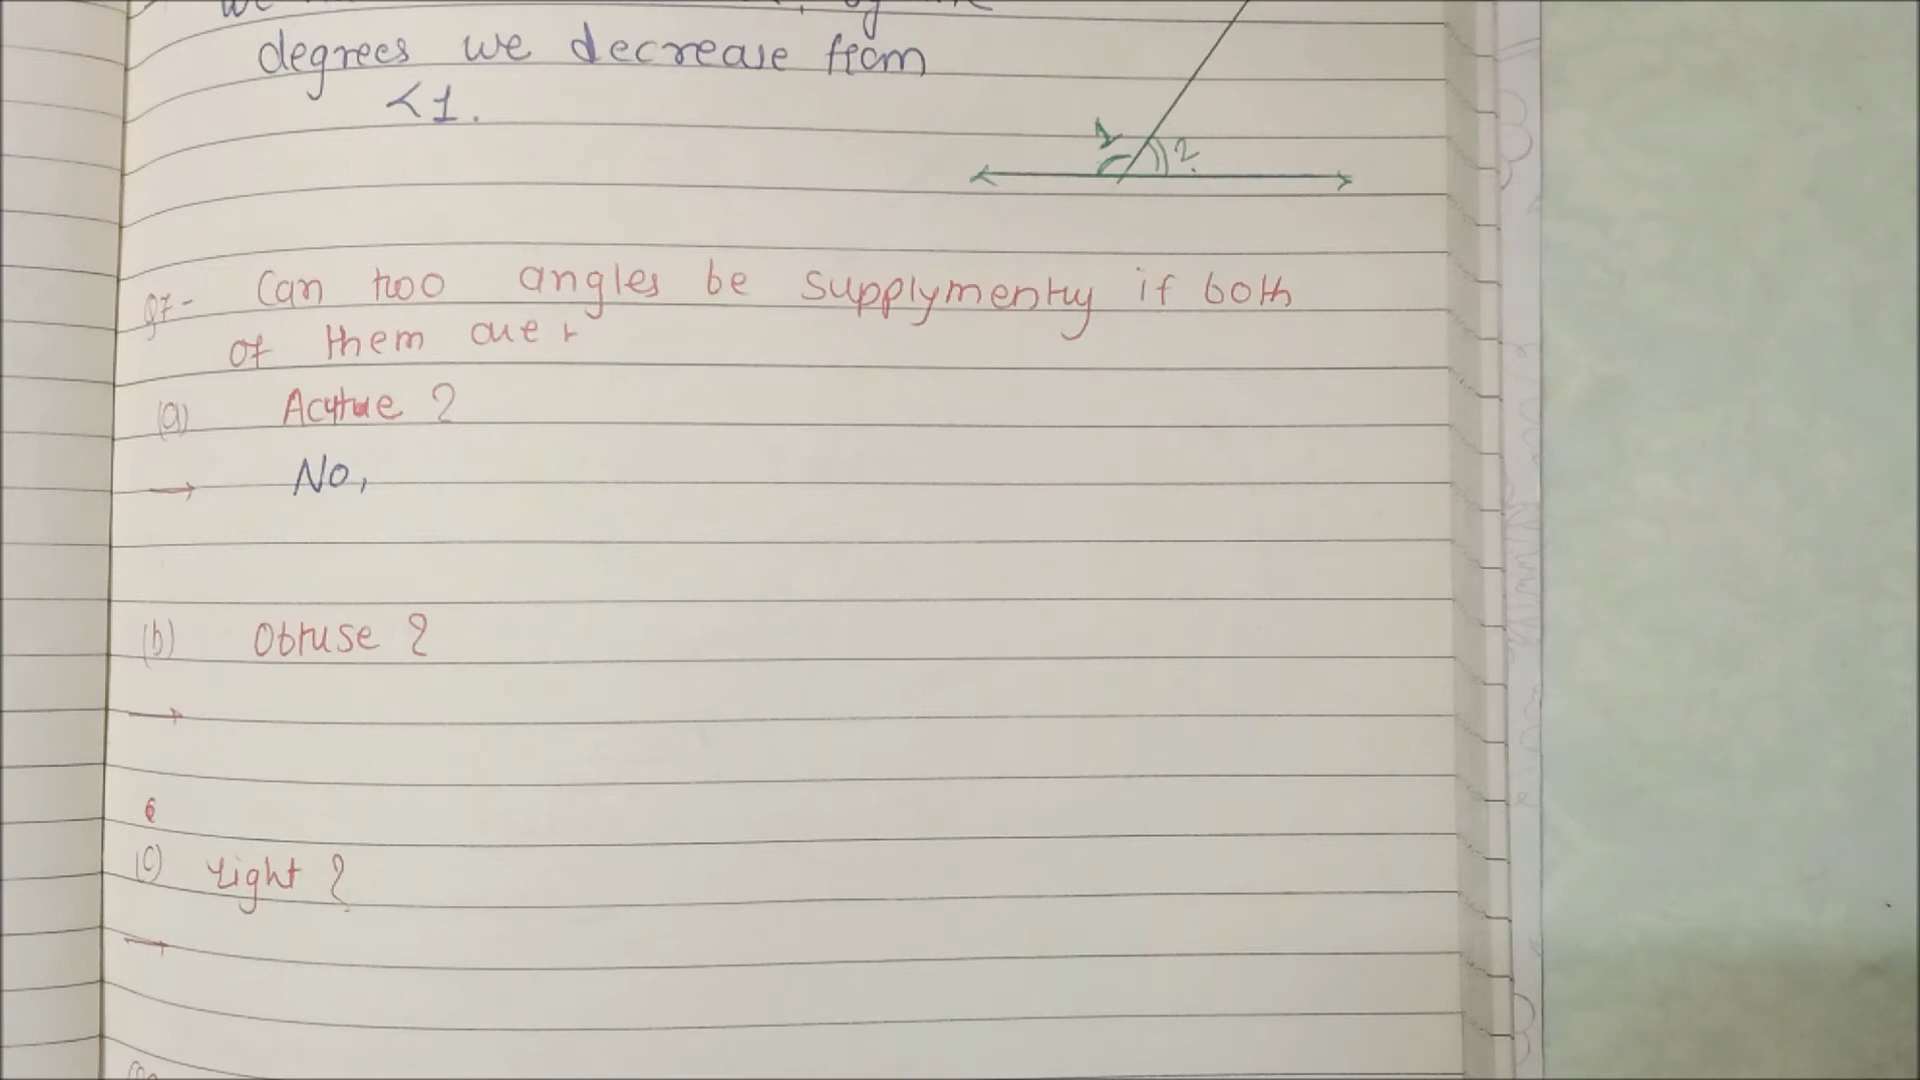 degrees we decrease from
<1.
1
2
Q7- Can two angles be supplymentry if both
of them are :
(a) Acqtue ?
→ No,
(b) Obtuse ?
→
(c) right ?
→